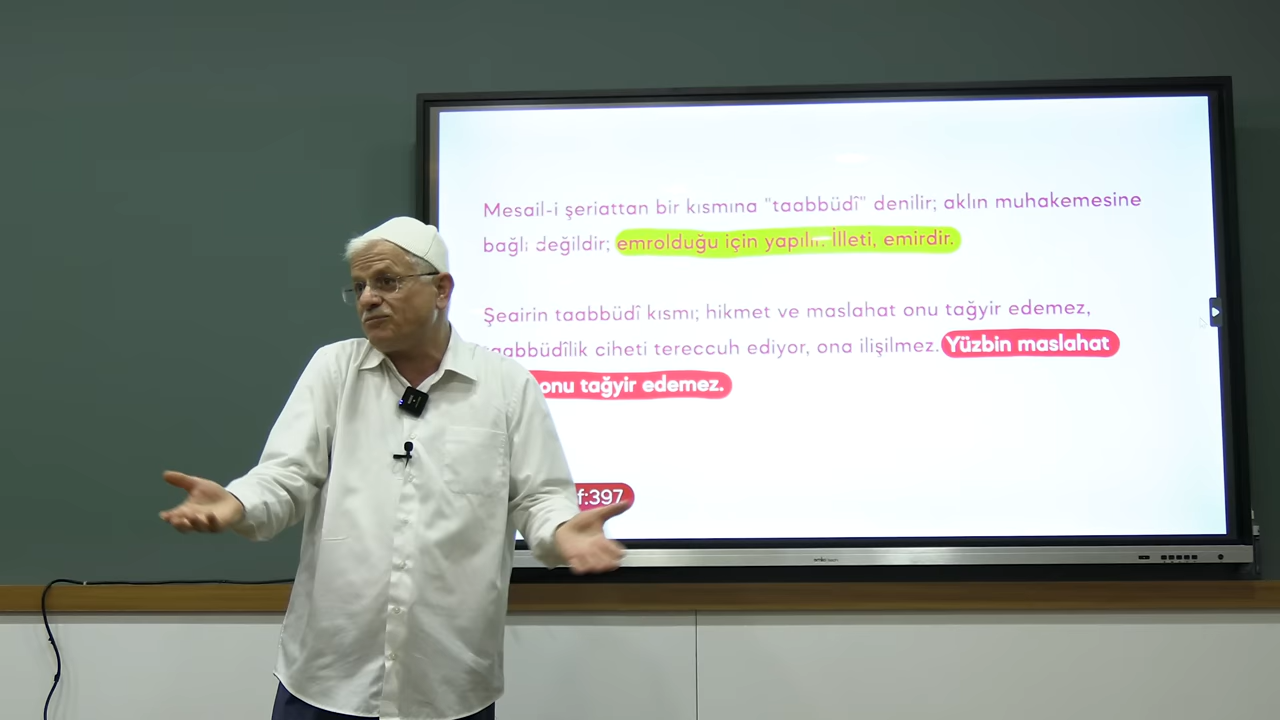 Mesail-i şeriattan bir kısmına "taabbüdî" denilir; aklın muhakemesine
bağlı değildir; emrolduğu için yapılır. İlleti, emirdir.
Şeairin taabbüdî kısmı; hikmet ve maslahat onu tağyir edemez,
taabbüdîlik ciheti tereccuh ediyor, ona ilişilmez. Yüzbin maslahat
onu tağyir edemez.
f:397